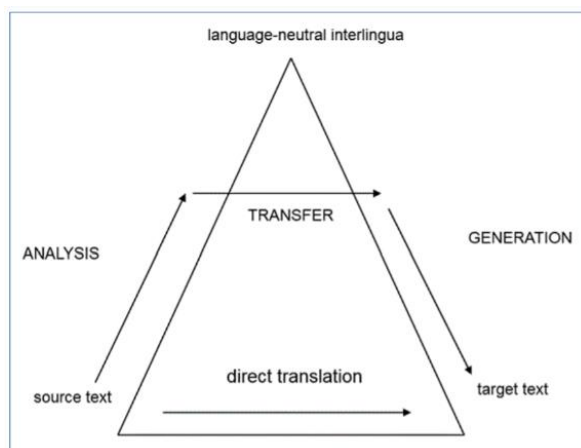 language-neutral interlingua
TRANSFER
ANALYSIS
GENERATION
direct translation
source text
target text